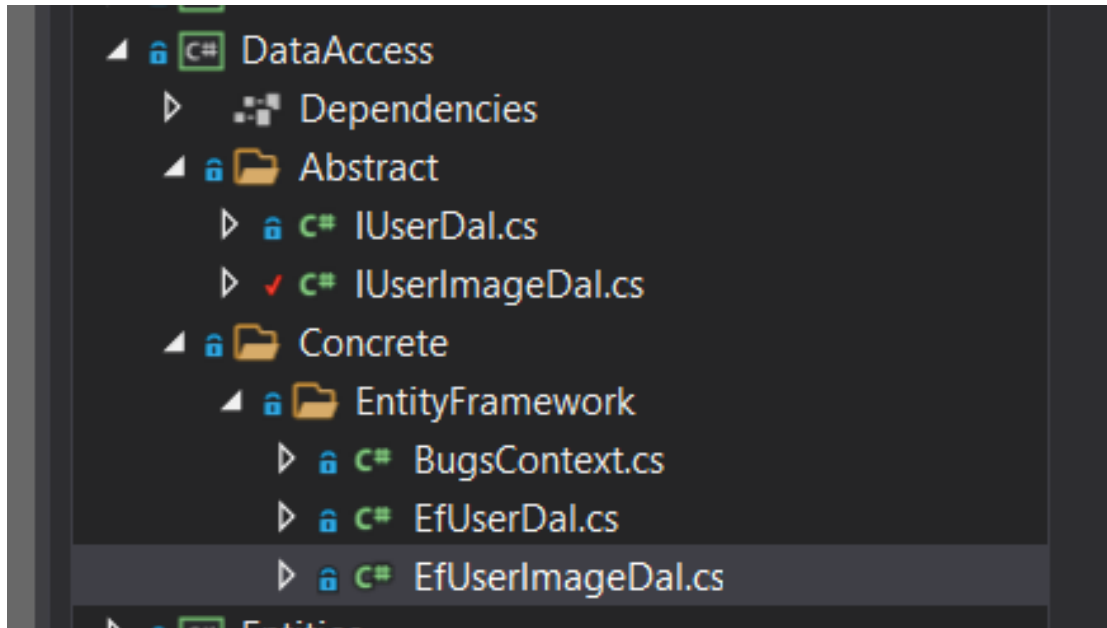 C# DataAccess
Dependencies
Abstract
C# IUserDal.cs
C# IUserImageDal.cs
Concrete
EntityFramework
C# BugsContext.cs
C# EfUserDal.cs
C# EfUserImageDal.cs